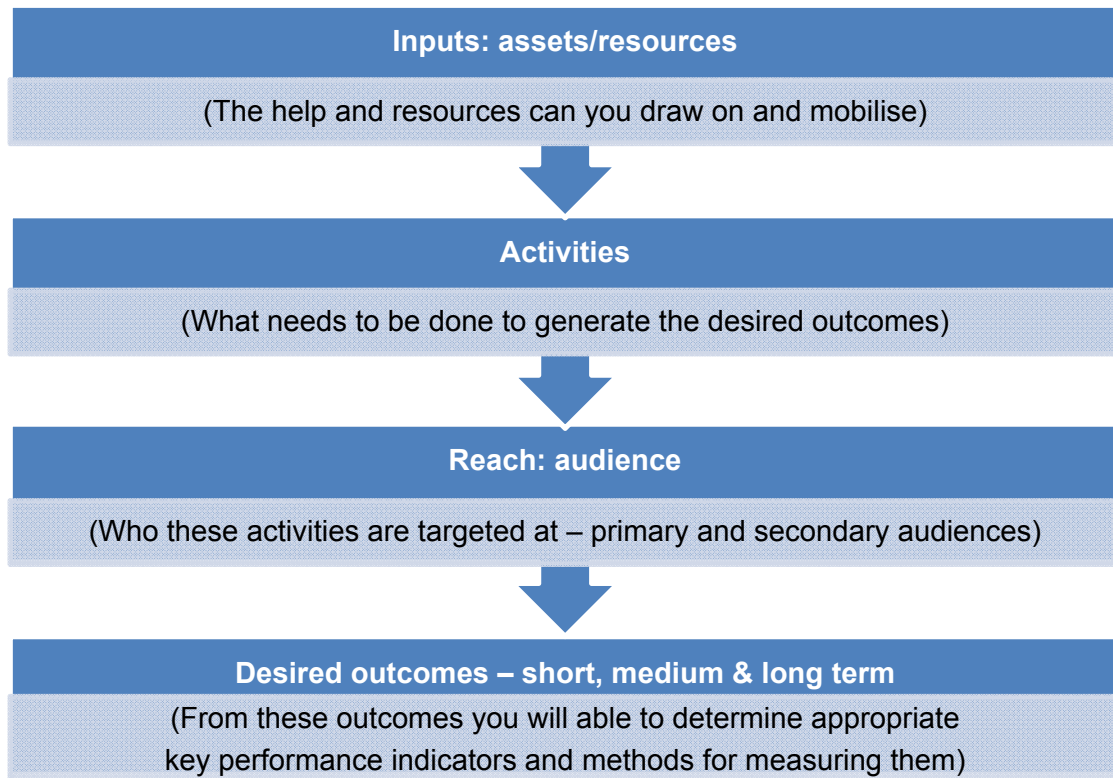 Inputs: assets/resources
(The help and resources can you draw on and mobilise)
Activities
(What needs to be done to generate the desired outcomes)
Reach: audience
(Who these activities are targeted at – primary and secondary audiences)
Desired outcomes – short, medium & long term
(From these outcomes you will able to determine appropriate
key performance indicators and methods for measuring them)